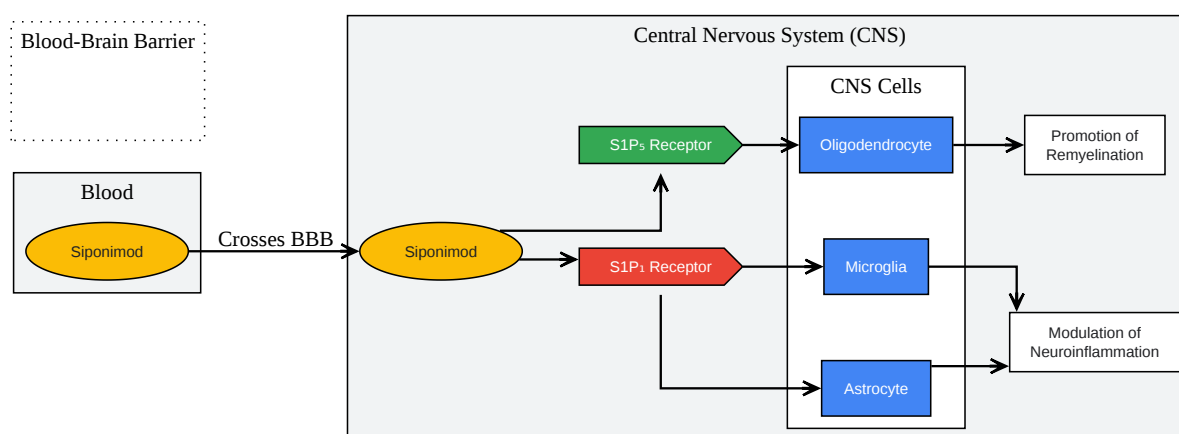 Blood-Brain Barrier
Central Nervous System (CNS)
CNS Cells
S1P₅ Receptor
Oligodendrocyte
Promotion of
Remyelination
Blood
Siponimod
Crosses BBB
Siponimod
S1P₁ Receptor
Microglia
Modulation of
Neuroinflammation
Astrocyte